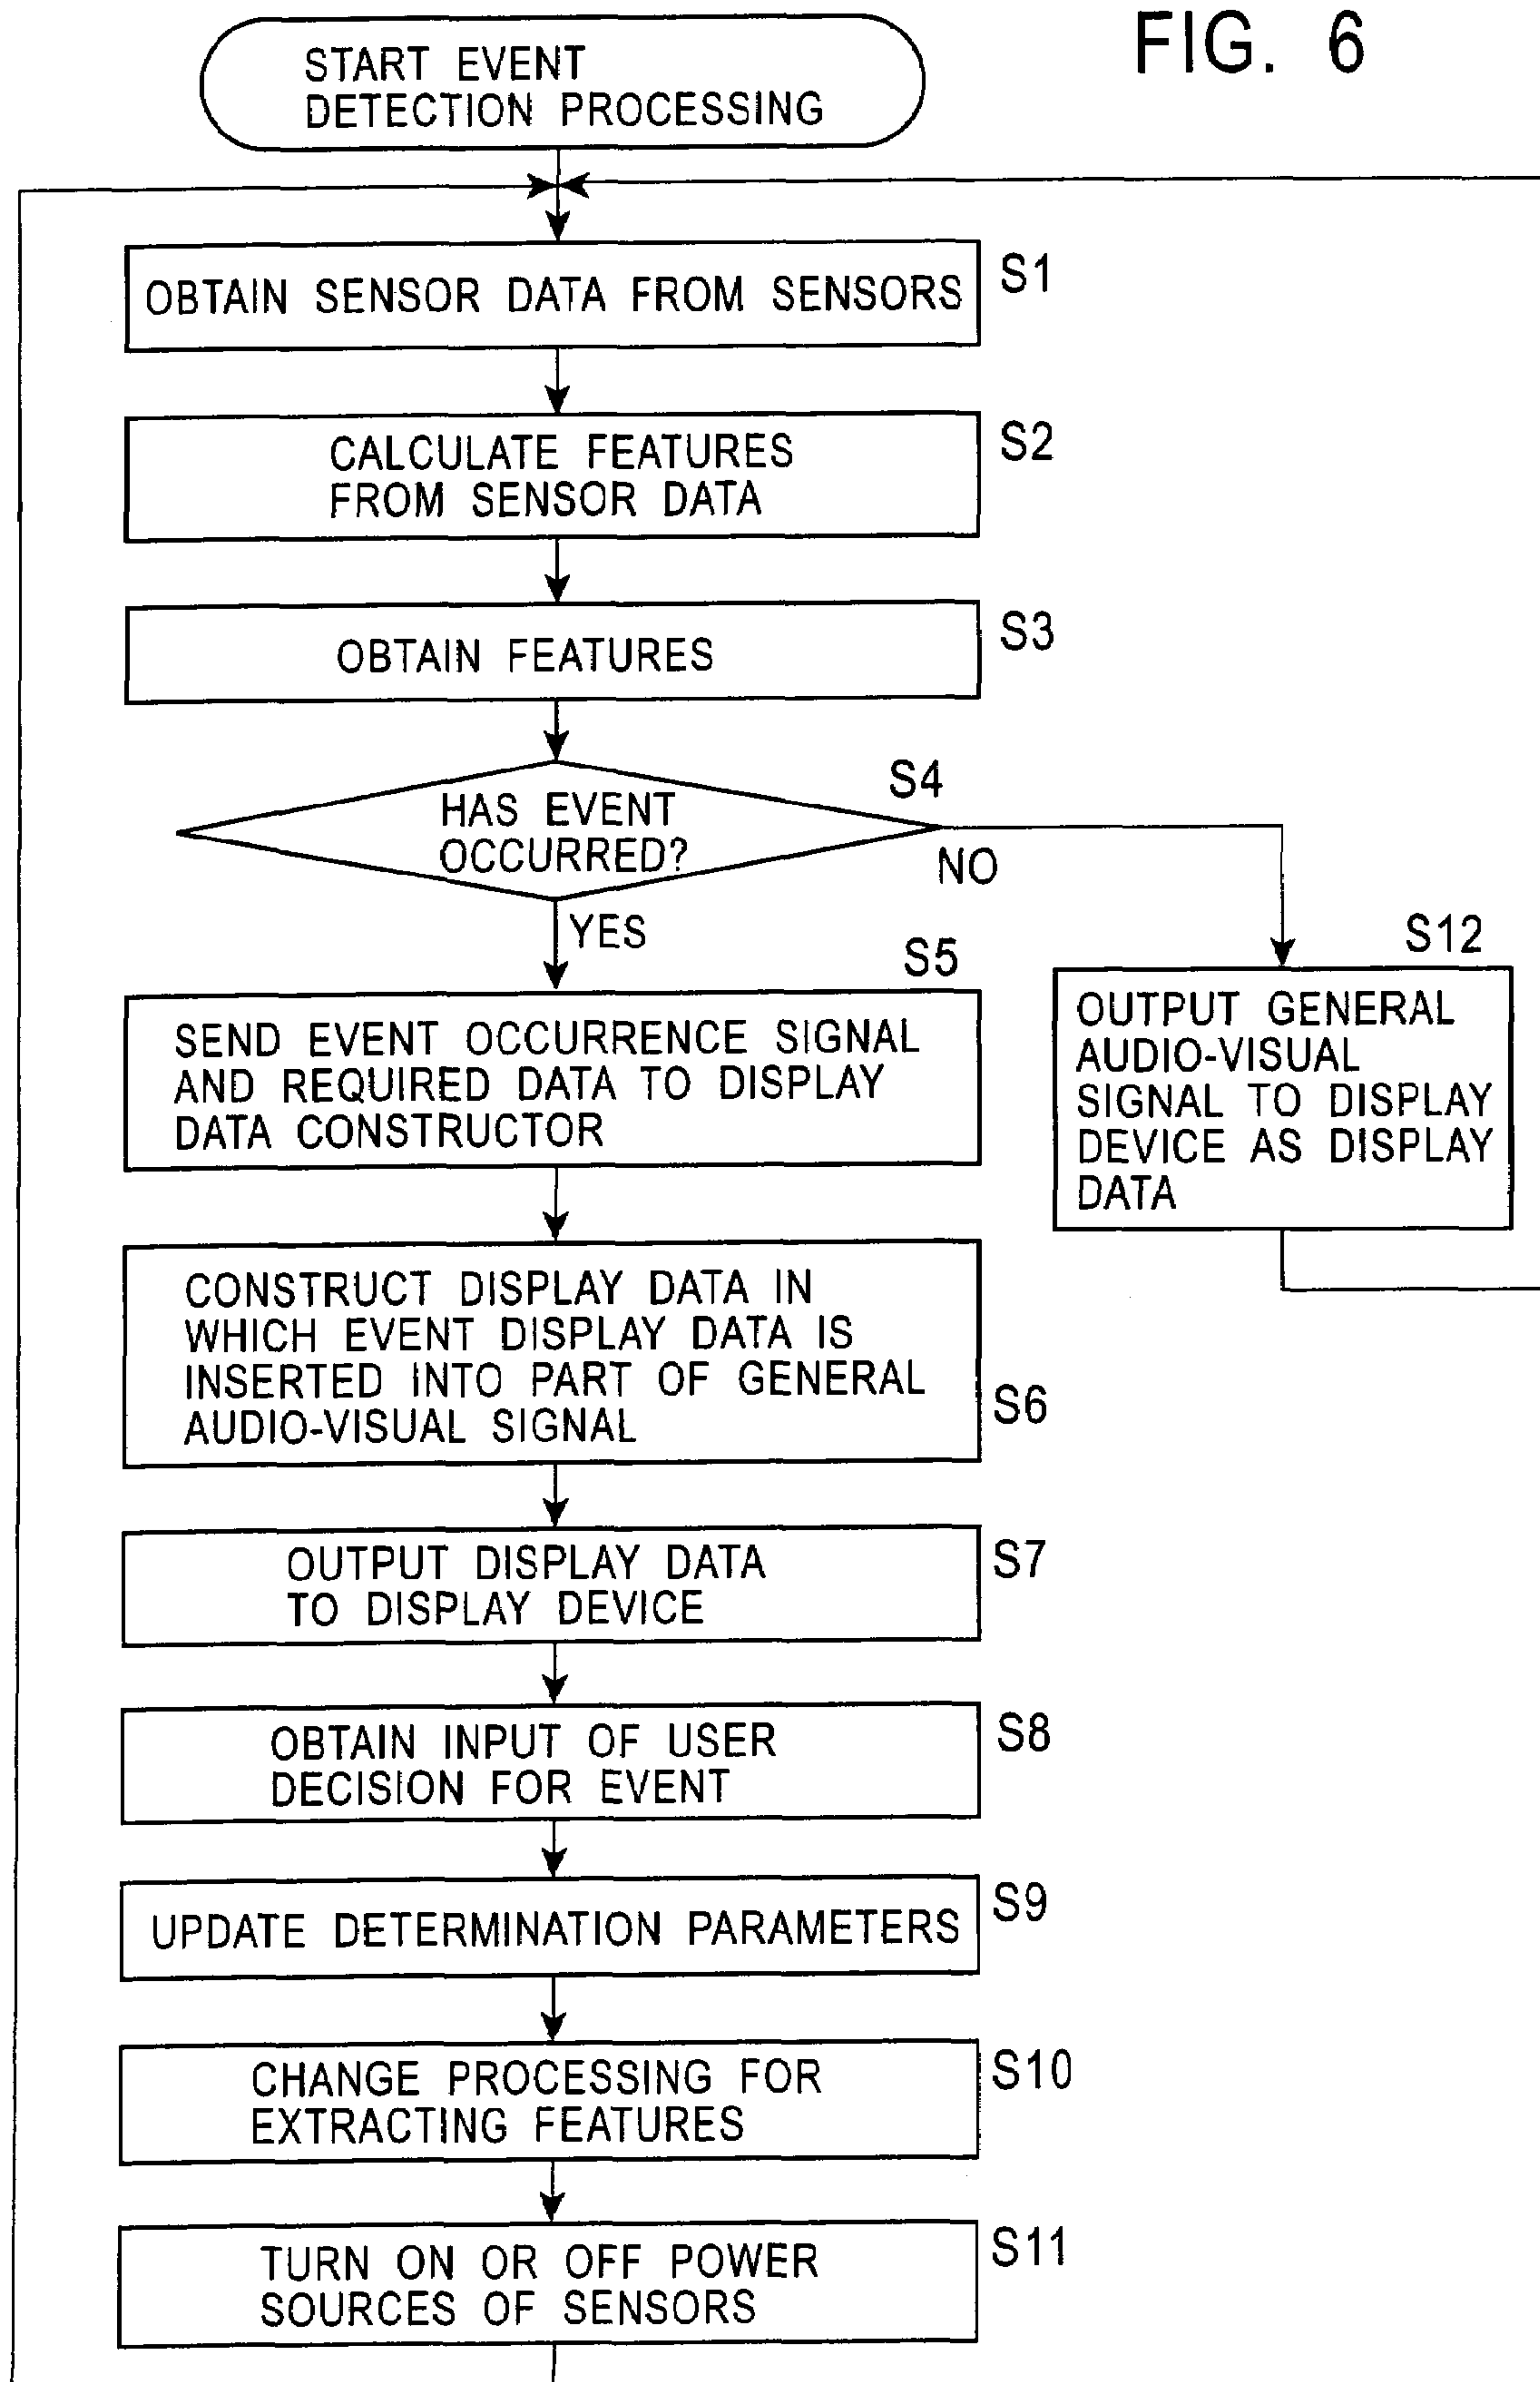 FIG. 6
START EVENT
DETECTION PROCESSING
OBTAIN SENSOR DATA FROM SENSORS
S1
CALCULATE FEATURES
FROM SENSOR DATA
S2
OBTAIN FEATURES
S3
HAS EVENT
OCCURRED?
S4
NO
YES
S5
SEND EVENT OCCURRENCE SIGNAL
AND REQUIRED DATA TO DISPLAY
DATA CONSTRUCTOR
S12
OUTPUT GENERAL
AUDIO-VISUAL
SIGNAL TO DISPLAY
DEVICE AS DISPLAY
DATA
CONSTRUCT DISPLAY DATA IN
WHICH EVENT DISPLAY DATA IS
INSERTED INTO PART OF GENERAL
AUDIO-VISUAL SIGNAL
S6
OUTPUT DISPLAY DATA
TO DISPLAY DEVICE
S7
OBTAIN INPUT OF USER
DECISION FOR EVENT
S8
UPDATE DETERMINATION PARAMETERS
S9
CHANGE PROCESSING FOR
EXTRACTING FEATURES
S10
TURN ON OR OFF POWER
SOURCES OF SENSORS
S11